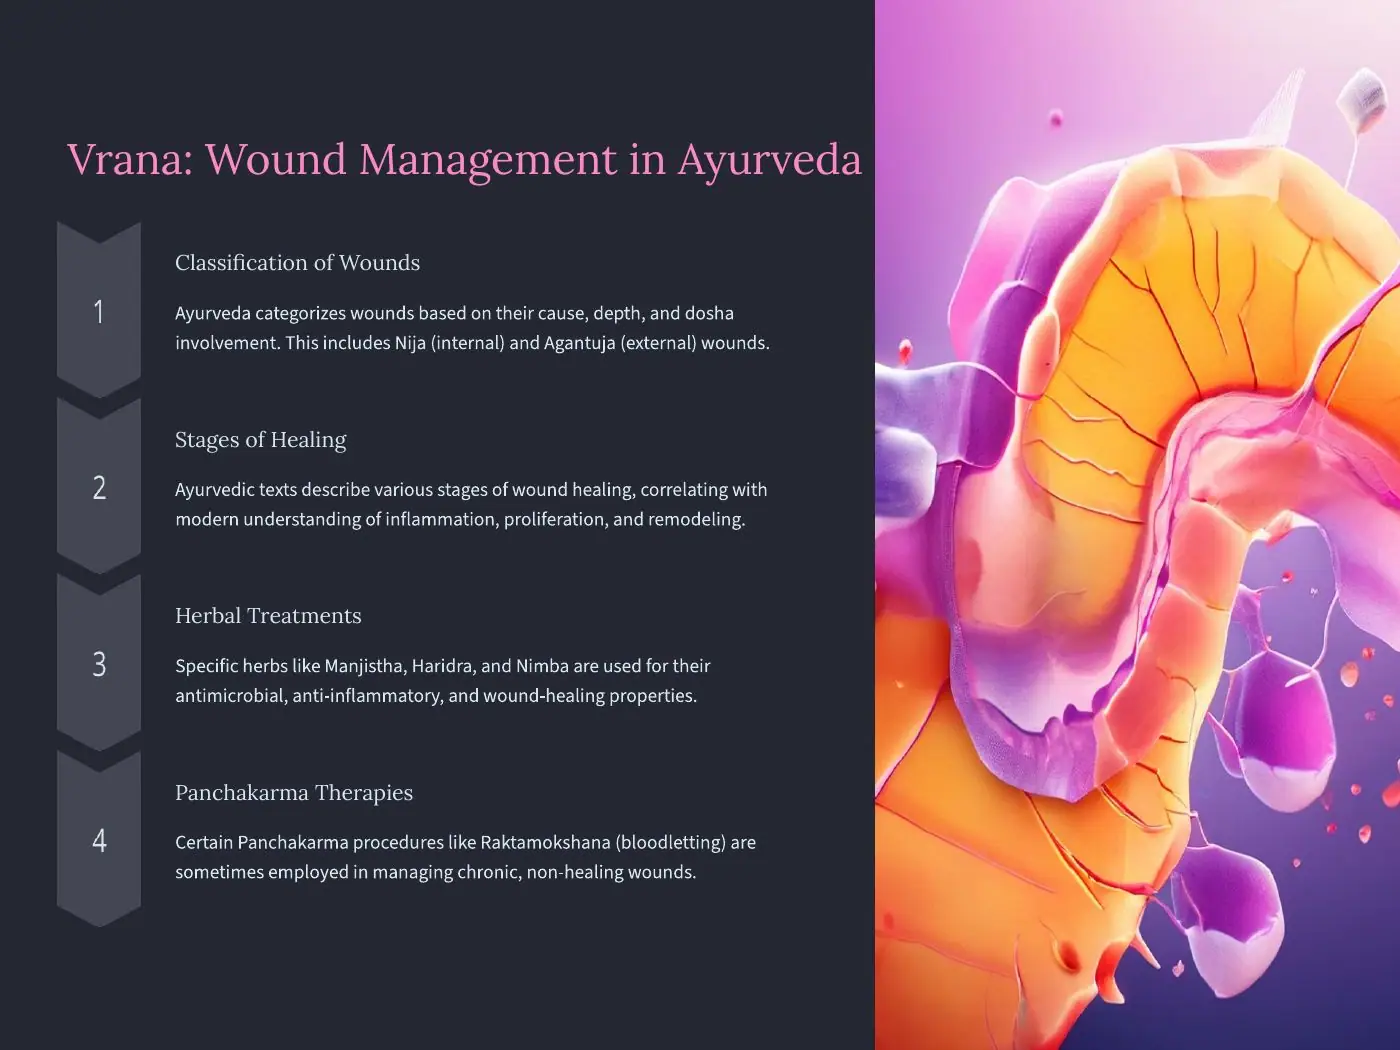 Vrana: Wound Management in Ayurveda
1
Classification of Wounds
Ayurveda categorizes wounds based on their cause, depth, and dosha
involvement. This includes Nija (internal) and Agantuja (external) wounds.
2
Stages of Healing
Ayurvedic texts describe various stages of wound healing, correlating with
modern understanding of inflammation, proliferation, and remodeling.
3
Herbal Treatments
Specific herbs like Manjistha, Haridra, and Nimba are used for their
antimicrobial, anti-inflammatory, and wound-healing properties.
4
Panchakarma Therapies
Certain Panchakarma procedures like Raktamokshana (bloodletting) are
sometimes employed in managing chronic, non-healing wounds.